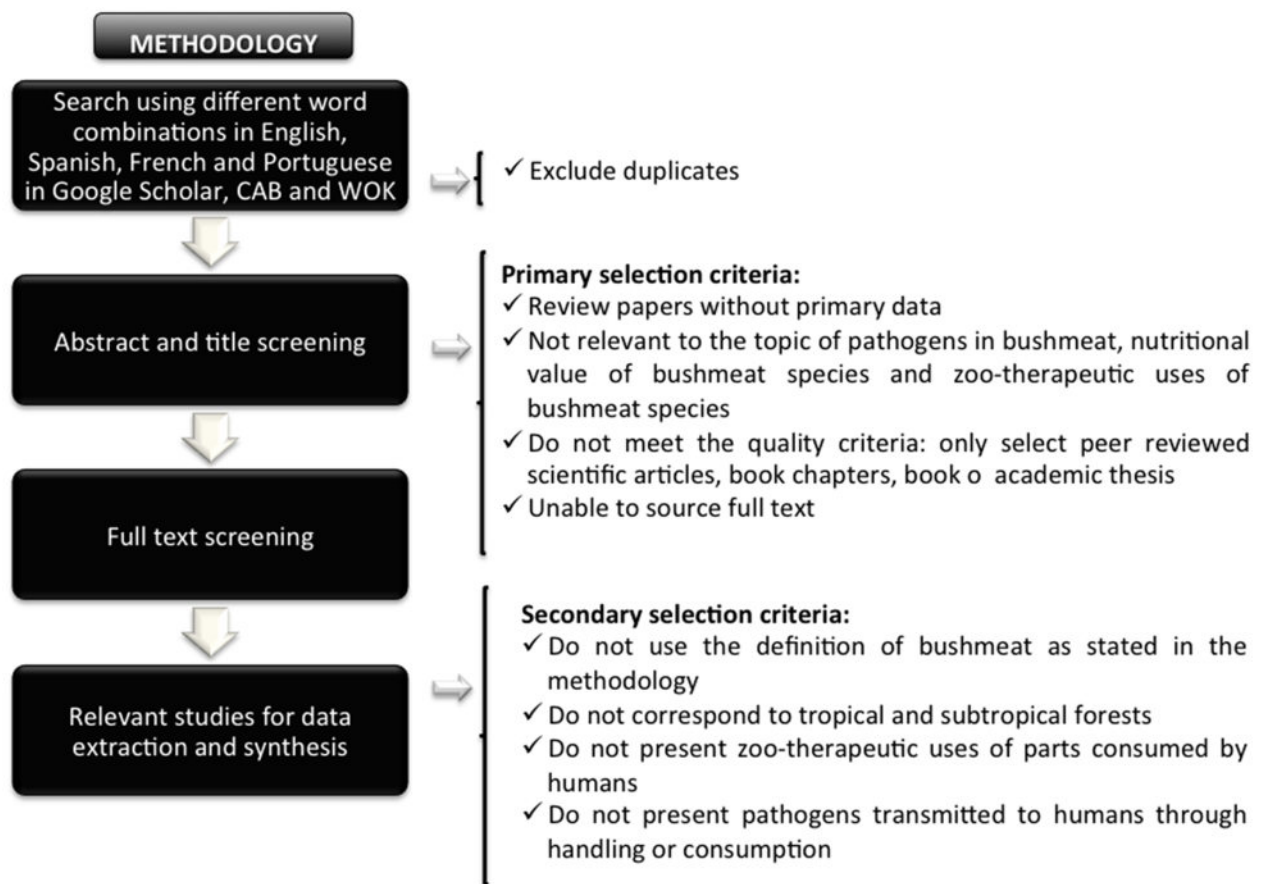 METHODOLOGY
Search using different word
combinations in English,
Spanish, French and Portuguese
in Google Scholar, CAB and WOK
✓ Exclude duplicates
Abstract and title screening
Primary selection criteria:
✓ Review papers without primary data
✓ Not relevant to the topic of pathogens in bushmeat, nutritional
value of bushmeat species and zoo-therapeutic uses of
bushmeat species
✓ Do not meet the quality criteria: only select peer reviewed
scientific articles, book chapters, book o academic thesis
✓ Unable to source full text
Full text screening
Secondary selection criteria:
✓ Do not use the definition of bushmeat as stated in the
methodology
✓ Do not correspond to tropical and subtropical forests
✓ Do not present zoo-therapeutic uses of parts consumed by
humans
✓ Do not present pathogens transmitted to humans through
handling or consumption
Relevant studies for data
extraction and synthesis